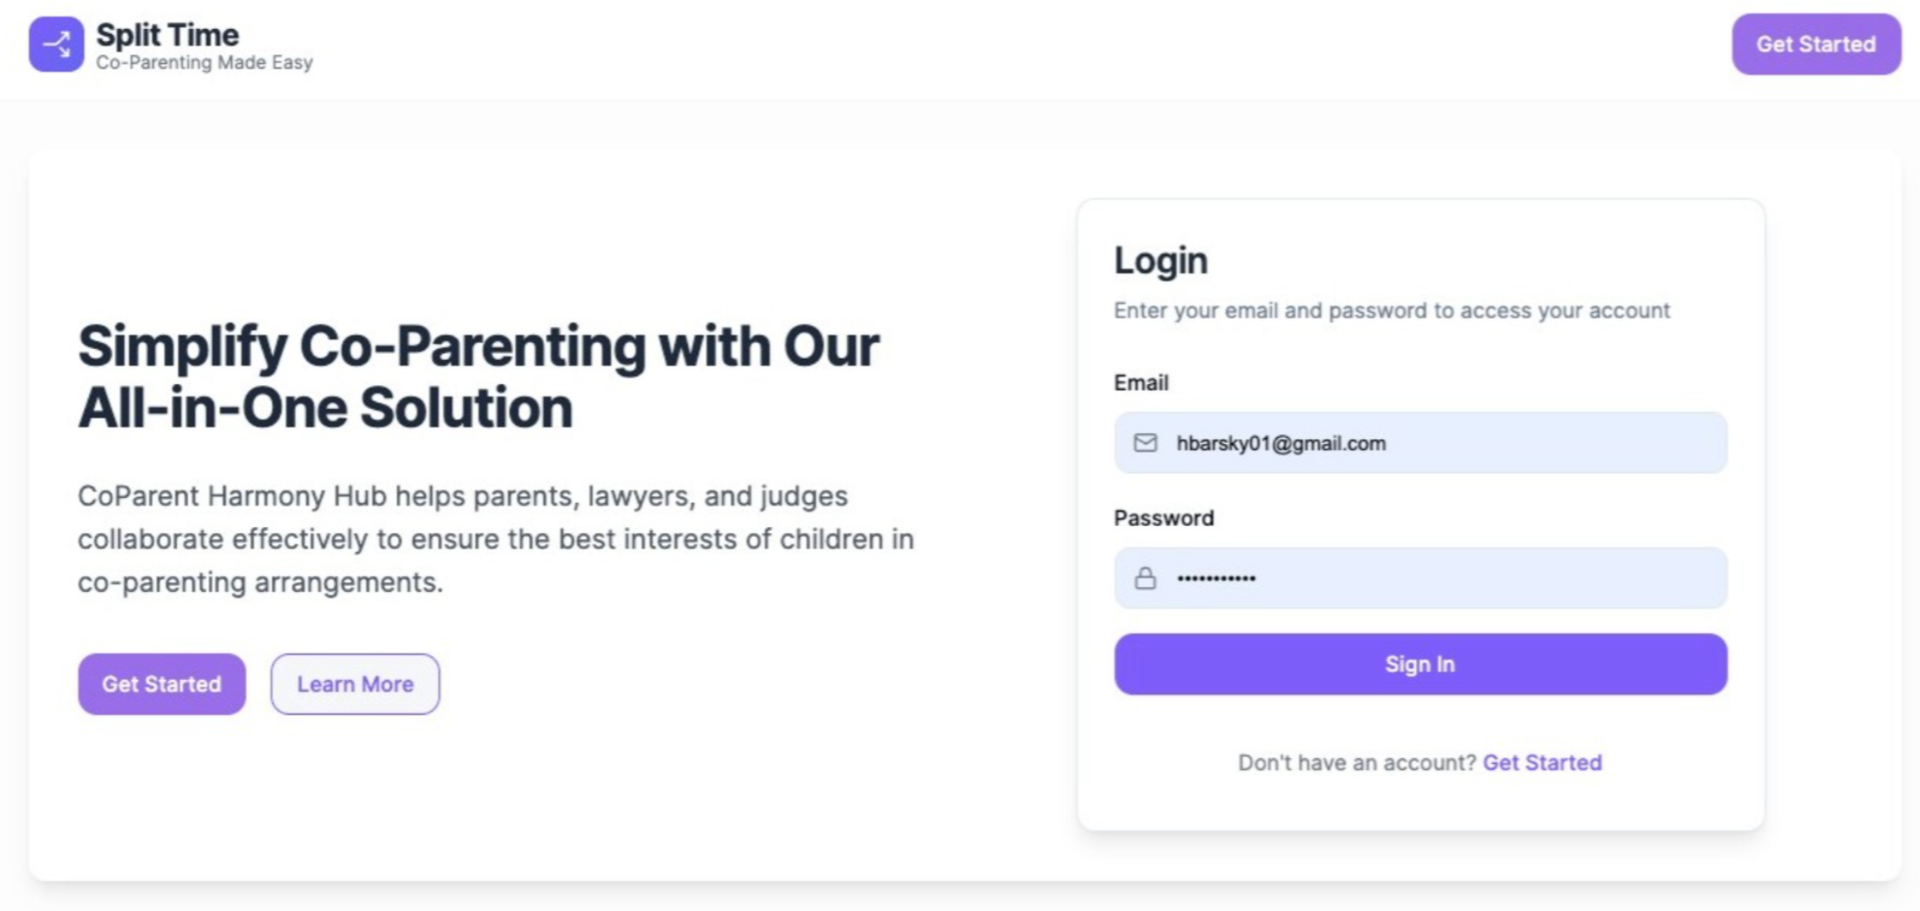 Split Time
Co-Parenting Made Easy
Get Started
Simplify Co-Parenting with Our
All-in-One Solution
CoParent Harmony Hub helps parents, lawyers, and judges
collaborate effectively to ensure the best interests of children in
co-parenting arrangements.
Get Started
Learn More
Login
Enter your email and password to access your account
Email
hbarsky01@gmail.com
Password
•••••••••••
Sign In
Don't have an account? Get Started